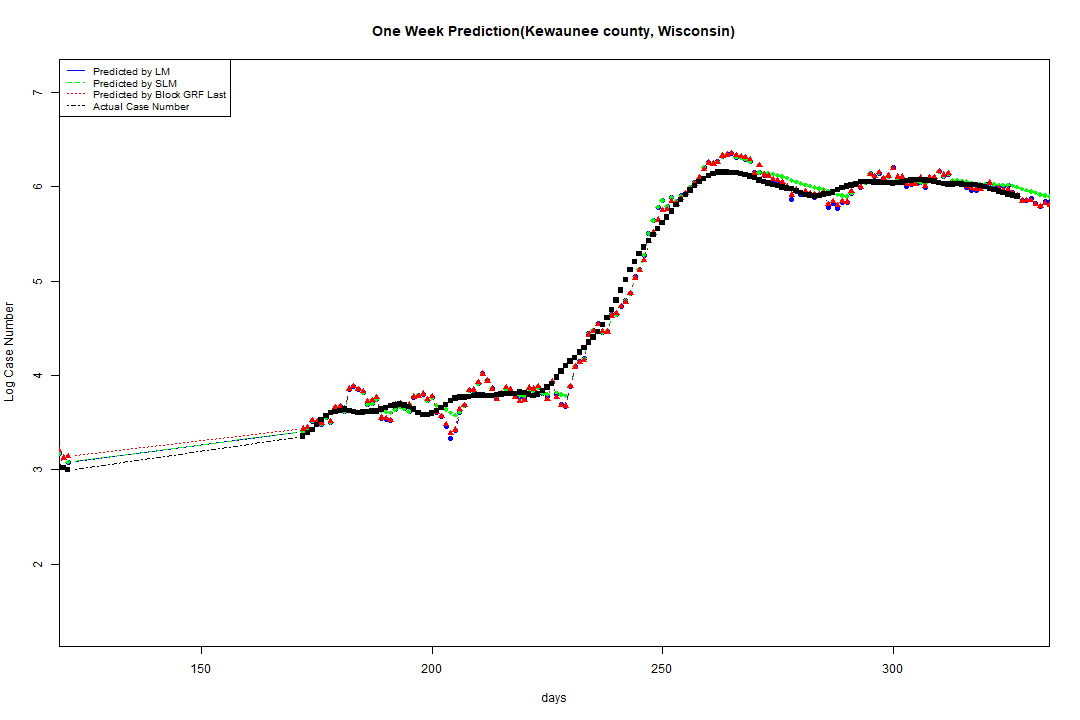 One Week Prediction(Kewaunee county, Wisconsin)
Predicted by LM
Predicted by SLM
Predicted by Block GRF Last
Actual Case Number
7
6
5
4
3
2
Log Case Number
150 200 250 300
days